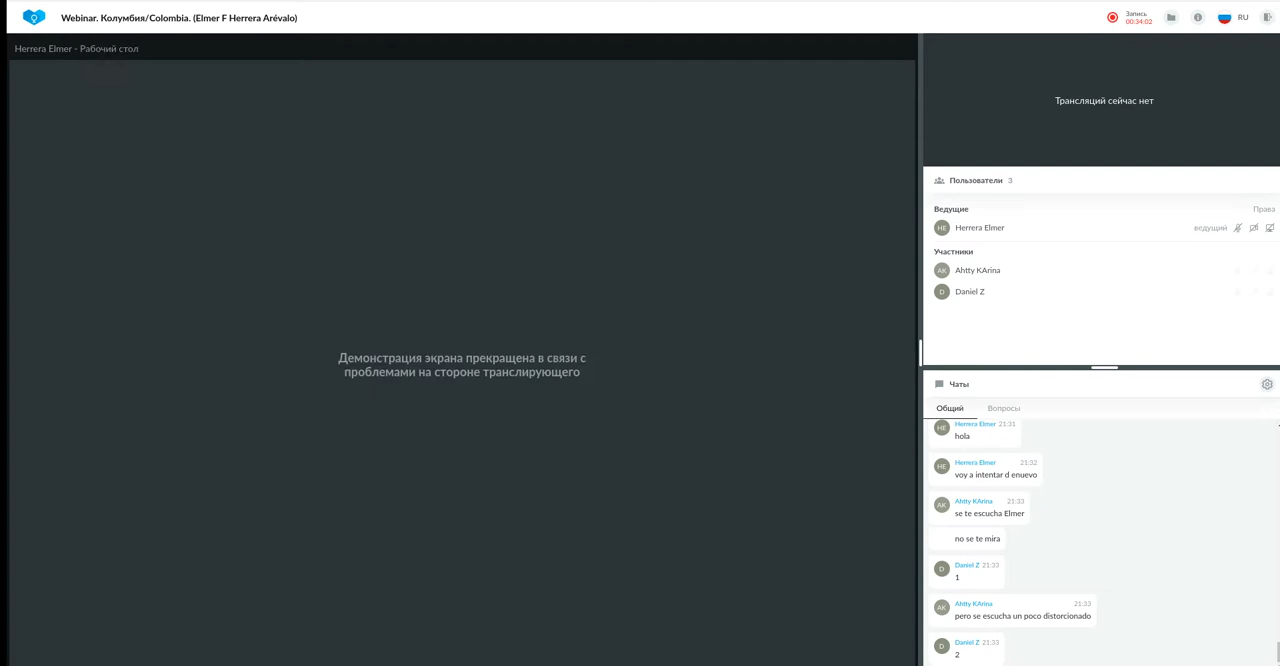 Webinar. Колумбия/Colombia. (Elmer F Herrera Arévalo)
Запись
00:34:02
RU
Herrera Elmer - Рабочий стол
Демонстрация экрана прекращена в связи с
проблемами на стороне транслирующего
Трансляций сейчас нет
Пользователи 3
Ведущие Права
HE Herrera Elmer ведущий
Участники
AK Ahtty KArina
D Daniel Z
Чаты
Общий Вопросы
HE Herrera Elmer 21:31
hola
HE Herrera Elmer 21:32
voy a intentar d enuevo
AK Ahtty KArina 21:33
se te escucha Elmer
no se te mira
D Daniel Z 21:33
1
AK Ahtty KArina 21:33
pero se escucha un poco distorcionado
D Daniel Z 21:33
2